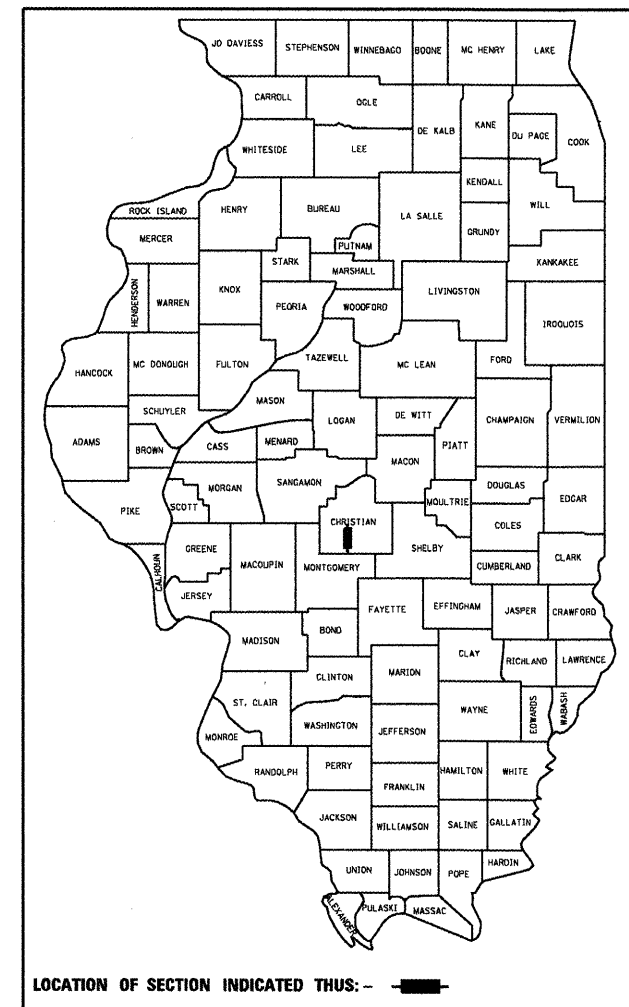 JO DAVIESS STEPHENSON WINNEBAGO BOONE MC HENRY LAKE
CARROLL OGLE DE KALB KANE DU PAGE COOK
WHITESIDE LEE
KENDALL WILL
ROCK ISLAND HENRY BUREAU LA SALLE GRUNDY
MERCER PUTNAM
STARK MARSHALL KANKAKEE
HENDERSON WARREN KNOX PEORIA WOODFORD LIVINGSTON IROQUOIS
HANCOCK MC DONOUGH FULTON TAZEWELL MC LEAN FORD
MASON
SCHUYLER LOGAN DE WITT CHAMPAIGN VERMILION
ADAMS BROWN CASS MENARD MACON PIATT
PIKE SCOTT MORGAN SANGAMON MOULTRIE DOUGLAS EDGAR
CHRISTIAN COLES
CALHOUN GREENE MACOUPIN MONTGOMERY SHELBY CUMBERLAND CLARK
JERSEY FAYETTE EFFINGHAM JASPER CRAWFORD
MADISON BOND
CLAY RICHLAND LAWRENCE
CLINTON MARION
ST. CLAIR WAYNE EDWARDS WABASH
MONROE WASHINGTON JEFFERSON
RANDOLPH PERRY HAMILTON WHITE
FRANKLIN
JACKSON WILLIAMSON SALINE GALLATIN
UNION JOHNSON POPE HARDIN
ALEXANDER PULASKI MASSAC
LOCATION OF SECTION INDICATED THUS: -